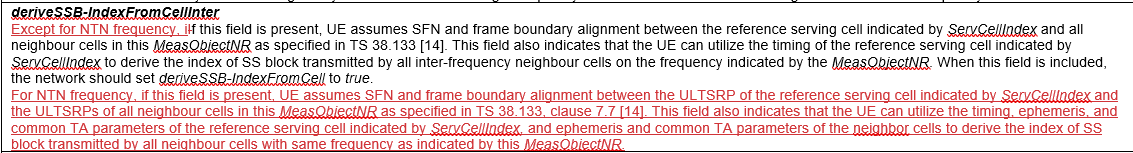 deriveSSB-IndexFromCellInter
Except for NTN frequency, iIf this field is present, UE assumes SFN and frame boundary alignment between the reference serving cell indicated by ServCellIndex and all
neighbour cells in this MeasObjectNR as specified in TS 38.133 [14]. This field also indicates that the UE can utilize the timing of the reference serving cell indicated by
ServCellIndex to derive the index of SS block transmitted by all inter-frequency neighbour cells on the frequency indicated by the MeasObjectNR. When this field is included,
the network should set deriveSSB-IndexFromCell to true.
For NTN frequency, if this field is present, UE assumes SFN and frame boundary alignment between the ULTSRP of the reference serving cell indicated by ServCellIndex and
the ULTSRPs of all neighbour cells in this MeasObjectNR as specified in TS 38.133, clause 7.7 [14]. This field also indicates that the UE can utilize the timing, ephemeris, and
common TA parameters of the reference serving cell indicated by ServCellIndex, and ephemeris and common TA parameters of the neighbor cells to derive the index of SS
block transmitted by all neighbour cells with same frequency as indicated by this MeasObjectNR.